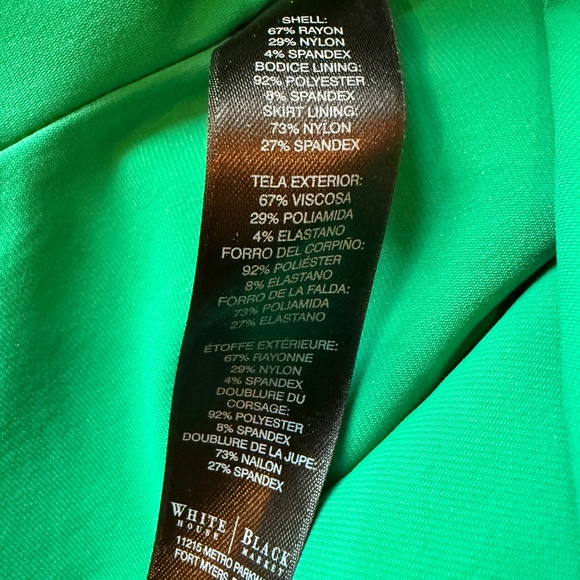 SHELL:
67% RAYON
29% NYLON
4% SPANDEX
BODICE LINING:
92% POLYESTER
8% SPANDEX
SKIRT LINING:
73% NYLON
27% SPANDEX
TELA EXTERIOR:
67% VISCOSA
29% POLIAMIDA
4% ELASTANO
FORRO DEL CORPIÑO:
92% POLIÉSTER
8% ELASTANO
FORRO DE LA FALDA:
73% POLIAMIDA
27% ELASTANO
ÉTOFFE EXTÉRIEURE:
67% RAYONNE
29% NYLON
4% SPANDEX
DOUBLURE DU
CORSAGE:
92% POLYESTER
8% SPANDEX
DOUBLURE DE LA JUPE:
73% NAILON
27% SPANDEX
WHITE BLACK
HOUSE MARKET
11215 METRO
FORT MYERS,